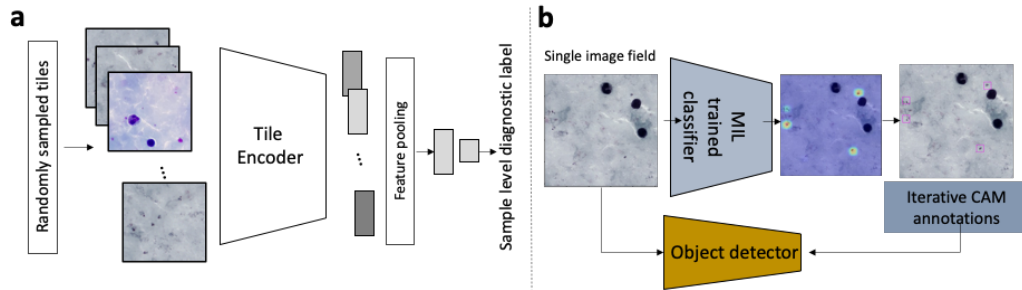 a
Randomly sampled tiles
Tile
Encoder
Feature pooling
Sample level diagnostic label
b
Single image field
MIL
trained
classifier
Iterative CAM
annotations
Object detector